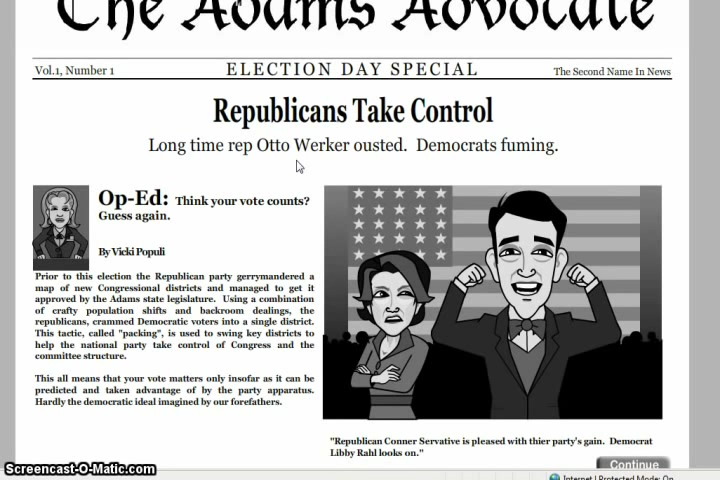 The Adams Advocate
Vol.1, Number 1
ELECTION DAY SPECIAL
The Second Name In News
Republicans Take Control
Long time rep Otto Werker ousted. Democrats fuming.
Op-Ed: Think your vote counts?
Guess again.
By Vicki Populi
Prior to this election the Republican party gerrymandered a
map of new Congressional districts and managed to get it
approved by the Adams state legislature. Using a combination
of crafty population shifts and backroom dealings, the
republicans, crammed Democratic voters into a single district.
This tactic, called "packing", is used to swing key districts to
help the national party take control of Congress and the
committee structure.
This all means that your vote matters only insofar as it can be
predicted and taken advantage of by the party apparatus.
Hardly the democratic ideal imagined by our forefathers.
"Republican Conner Servative is pleased with thier party's gain. Democrat
Libby Rahl looks on."
Continue
Screencast-O-Matic.com
Internet | Protected Mode: On